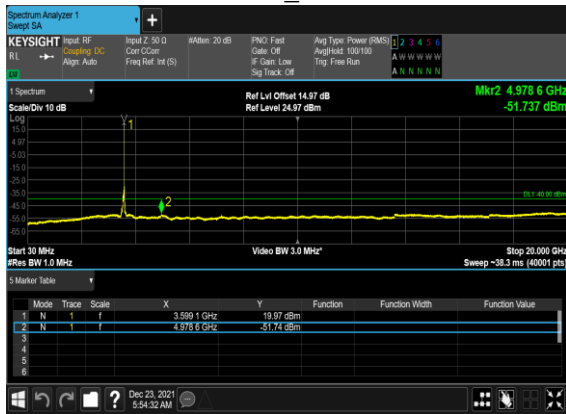 Spectrum Analyzer 1
Swept SA
KEYSIGHT Input: RF Input Z: 50 Ω #Atten: 20 dB PNO: Fast Avg Type: Power (RMS) 1 2 3 4 5 6
RL Coupling: DC Corr CCorr Gate: Off Avg|Hold: 100/100 A W W W W W
Align: Auto Freq Ref: Int (S) IF Gain: Low Trig: Free Run
Sig Track: Off A N N N N N
1 Spectrum Ref Lvl Offset 14.97 dB Mkr2 4.978 6 GHz
Scale/Div 10 dB Ref Level 24.97 dBm -51.737 dBm
Log
15.0
4.97
-5.03
-15.0
-25.0
-35.0
-45.0
-55.0
-65.0
1
2
DL1 -40.00 dBm
Start 30 MHz Video BW 3.0 MHz* Stop 20.000 GHz
#Res BW 1.0 MHz Sweep ~38.3 ms (40001 pts)
5 Marker Table
Mode Trace Scale X Y Function Function Width Function Value
1 N 1 f 3.599 1 GHz 19.97 dBm
2 N 1 f 4.978 6 GHz -51.74 dBm
3
4
5
6
? Dec 23, 2021
5:54:32 AM